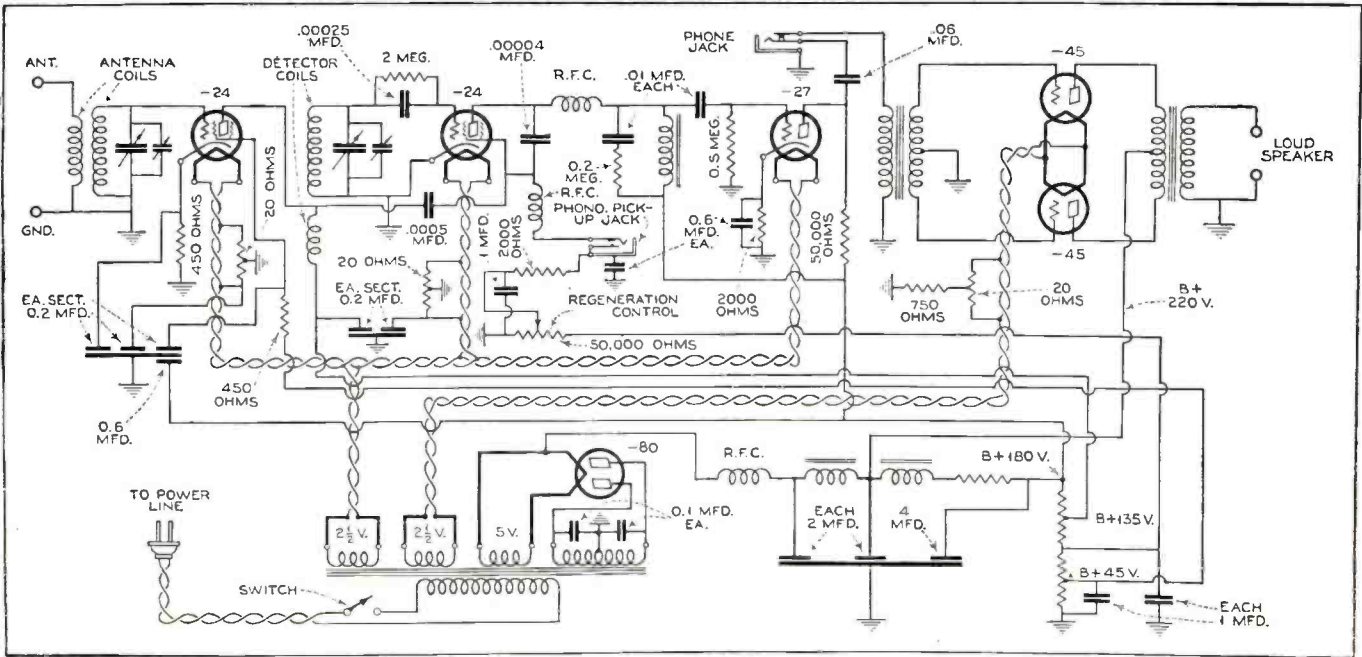 ANT.
ANTENNA
COILS
GND.
-24
DETECTOR
COILS
.00025
MFD.
2 MEG.
-24
.00004
MFD.
R.F.C.
.01 MFD.
EACH
PHONE
JACK
.06
MFD.
-27
-45
-45
LOUD
SPEAKER
450 OHMS
20 OHMS
.0005
MFD.
.1 MFD.
2000
OHMS
0.2
MEG.
R.F.C.
PHONO. PICK-
UP JACK
0.5 MEG.
0.6
MFD.
EA.
2000
OHMS
50,000
OHMS
750
OHMS
20
OHMS
B+
220 V.
EA. SECT.
0.2 MFD.
20 OHMS
EA. SECT.
0.2 MFD.
REGENERATION
CONTROL
50,000 OHMS
450
OHMS
0.6
MFD.
TO POWER
LINE
SWITCH
2½ V.
2½ V.
5 V.
-80
0.1 MFD.
EA.
R.F.C.
EACH
2 MFD.
4
MFD.
B+180 V.
B+135 V.
B+45 V.
EACH
1 MFD.